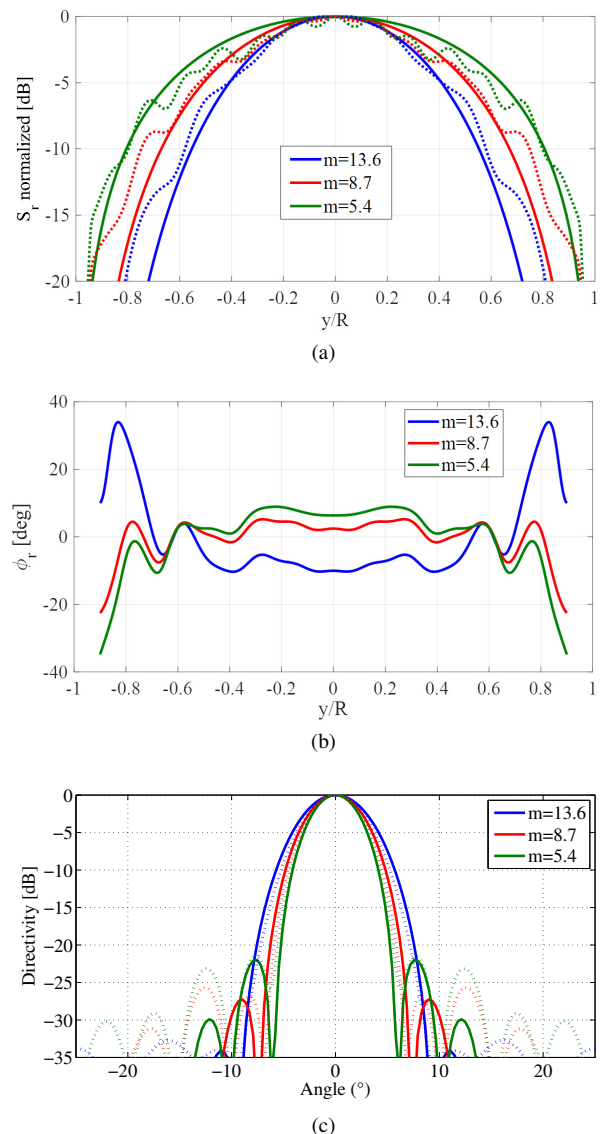 0
-5
-10
-15
-20
S_r normalized [dB]
m=13.6
m=8.7
m=5.4
-1 -0.8 -0.6 -0.4 -0.2 0 0.2 0.4 0.6 0.8 1
y/R
(a)
40
20
0
-20
-40
ϕ_r [deg]
m=13.6
m=8.7
m=5.4
-1 -0.8 -0.6 -0.4 -0.2 0 0.2 0.4 0.6 0.8 1
y/R
(b)
0
−5
−10
−15
−20
−25
−30
−35
Directivity [dB]
m=13.6
m=8.7
m=5.4
−20 −10 0 10 20
Angle (°)
(c)